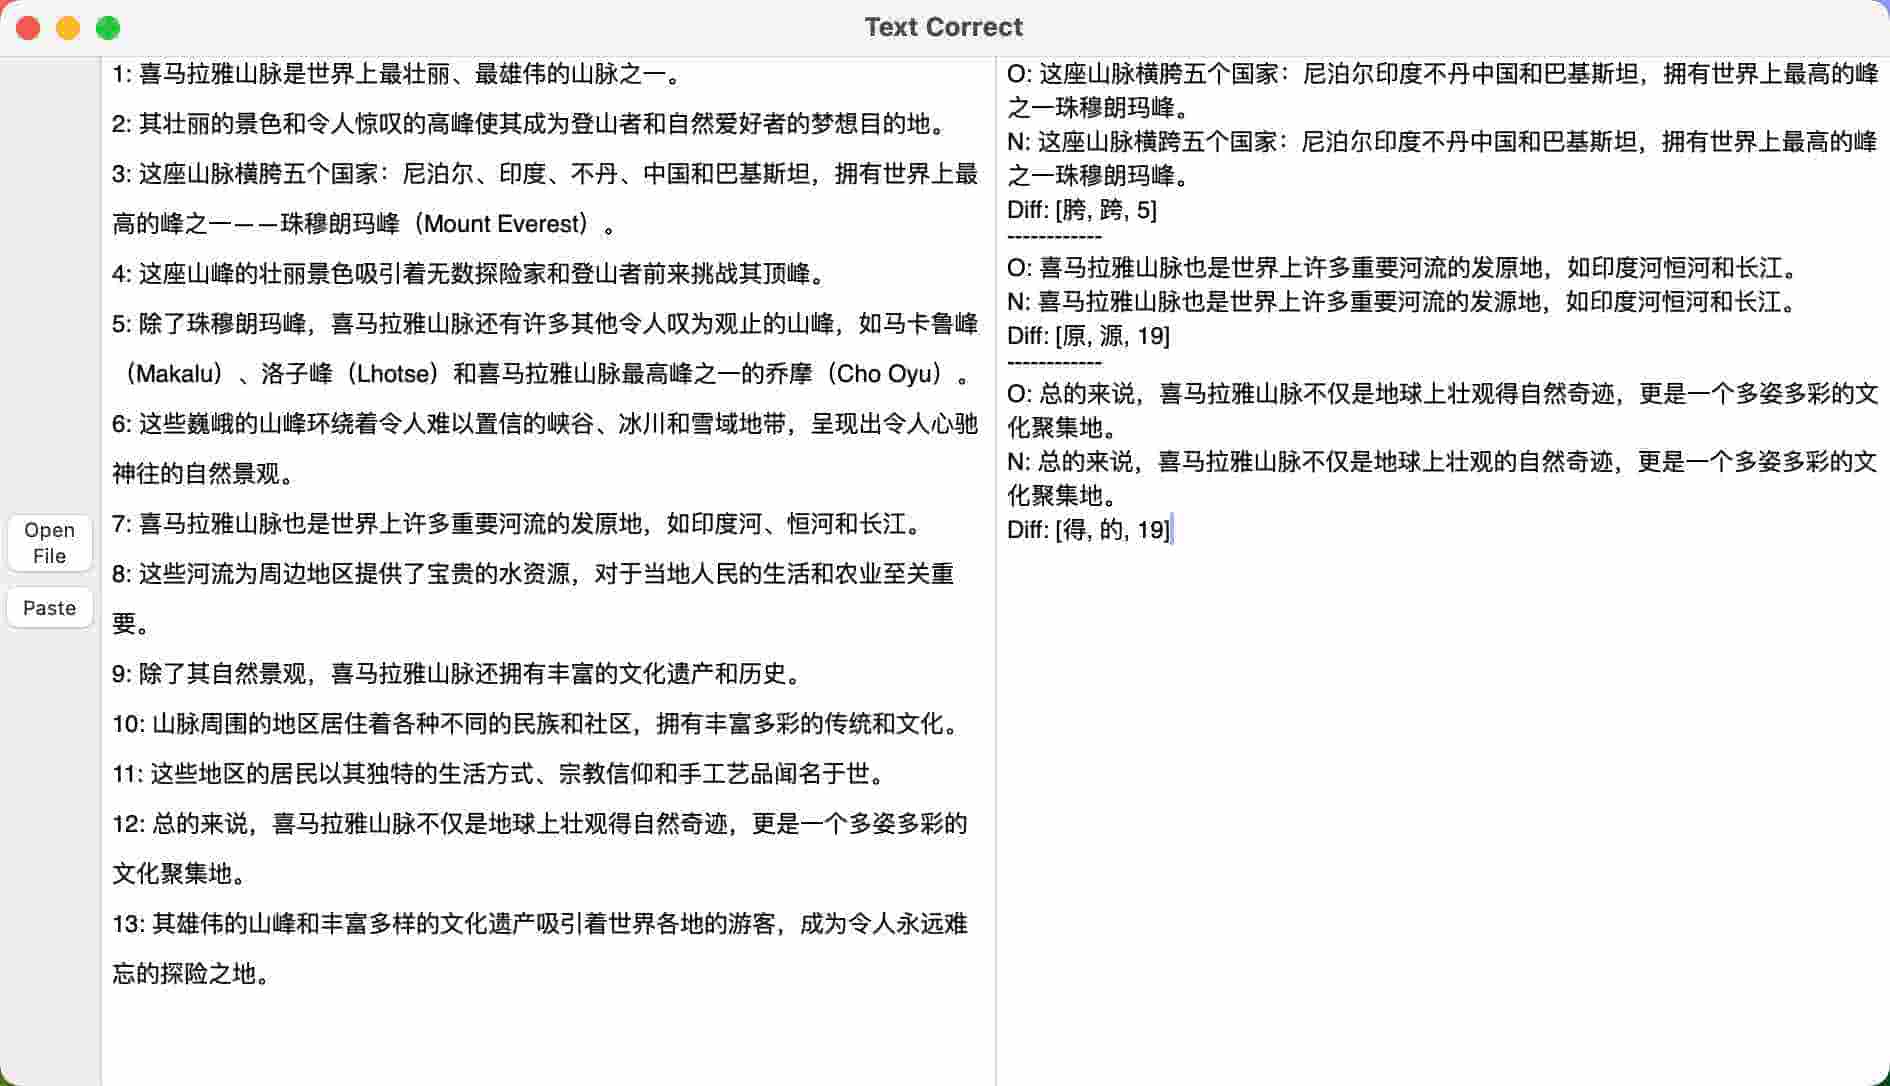 Text Correct
Open
File
Paste
1: 喜马拉雅山脉是世界上最壮丽、最雄伟的山脉之一。
2: 其壮丽的景色和令人惊叹的高峰使其成为登山者和自然爱好者的梦想目的地。
3: 这座山脉横胯五个国家：尼泊尔、印度、不丹、中国和巴基斯坦，拥有世界上最
高的峰之一——珠穆朗玛峰（Mount Everest）。
4: 这座山峰的壮丽景色吸引着无数探险家和登山者前来挑战其顶峰。
5: 除了珠穆朗玛峰，喜马拉雅山脉还有许多其他令人叹为观止的山峰，如马卡鲁峰
（Makalu）、洛子峰（Lhotse）和喜马拉雅山脉最高峰之一的乔摩（Cho Oyu）。
6: 这些巍峨的山峰环绕着令人难以置信的峡谷、冰川和雪域地带，呈现出令人心驰
神往的自然景观。
7: 喜马拉雅山脉也是世界上许多重要河流的发原地，如印度河、恒河和长江。
8: 这些河流为周边地区提供了宝贵的水资源，对于当地人民的生活和农业至关重
要。
9: 除了其自然景观，喜马拉雅山脉还拥有丰富的文化遗产和历史。
10: 山脉周围的地区居住着各种不同的民族和社区，拥有丰富多彩的传统和文化。
11: 这些地区的居民以其独特的生活方式、宗教信仰和手工艺品闻名于世。
12: 总的来说，喜马拉雅山脉不仅是地球上壮观得自然奇迹，更是一个多姿多彩的
文化聚集地。
13: 其雄伟的山峰和丰富多样的文化遗产吸引着世界各地的游客，成为令人永远难
忘的探险之地。
O: 这座山脉横胯五个国家：尼泊尔印度不丹中国和巴基斯坦，拥有世界上最高的峰
之一珠穆朗玛峰。
N: 这座山脉横跨五个国家：尼泊尔印度不丹中国和巴基斯坦，拥有世界上最高的峰
之一珠穆朗玛峰。
Diff: [胯, 跨, 5]
------------
O: 喜马拉雅山脉也是世界上许多重要河流的发原地，如印度河恒河和长江。
N: 喜马拉雅山脉也是世界上许多重要河流的发源地，如印度河恒河和长江。
Diff: [原, 源, 19]
------------
O: 总的来说，喜马拉雅山脉不仅是地球上壮观得自然奇迹，更是一个多姿多彩的文
化聚集地。
N: 总的来说，喜马拉雅山脉不仅是地球上壮观的自然奇迹，更是一个多姿多彩的文
化聚集地。
Diff: [得, 的, 19]